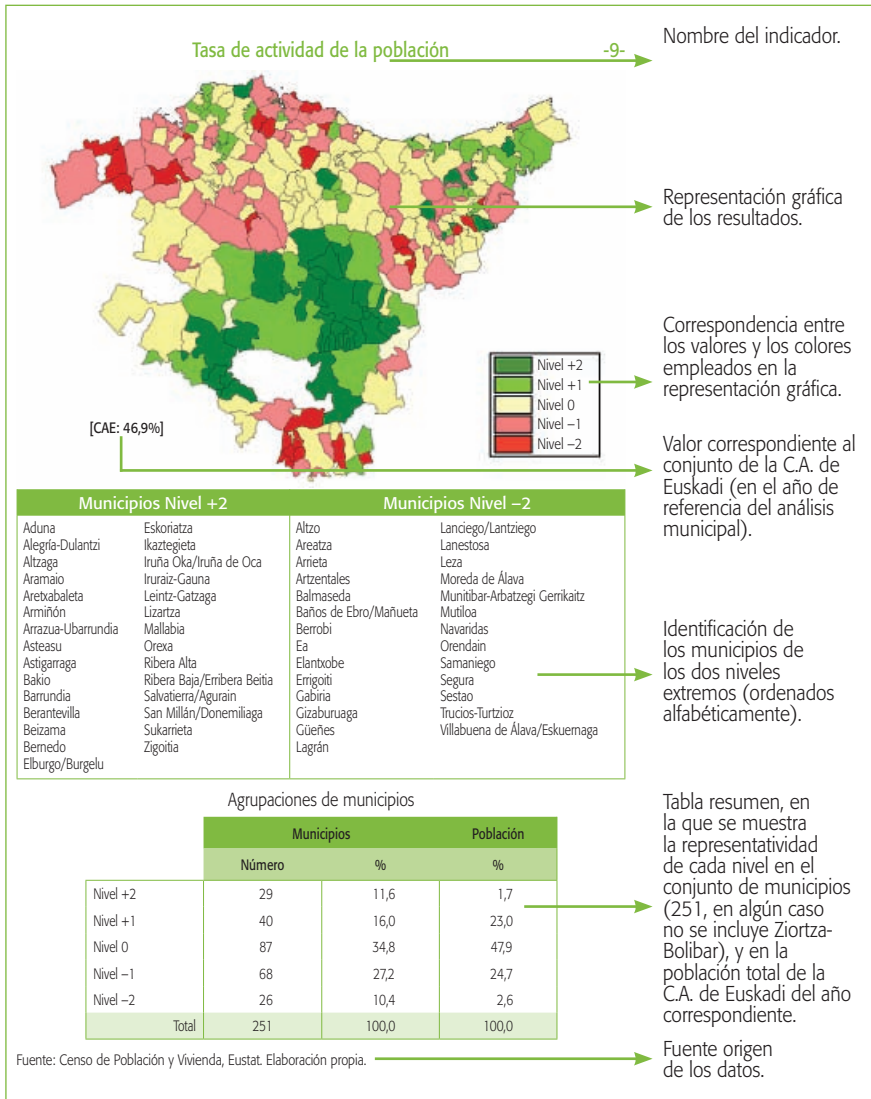 Tasa de actividad de la población -9-
Nombre del indicador.
Representación gráfica
de los resultados.
Correspondencia entre
los valores y los colores
empleados en la
representación gráfica.
Nivel +2
Nivel +1
Nivel 0
Nivel –1
Nivel –2
[CAE: 46,9%]
Valor correspondiente al
conjunto de la C.A. de
Euskadi (en el año de
referencia del análisis
municipal).
Municipios Nivel +2
Aduna
Alegría-Dulantzi
Altzaga
Aramaio
Aretxabaleta
Armiñón
Arrazua-Ubarrundia
Asteasu
Astigarraga
Bakio
Barrundia
Berantevilla
Beizama
Bernedo
Elburgo/Burgelu
Eskoriatza
Ikaztegieta
Iruña Oka/Iruña de Oca
Iruraiz-Gauna
Leintz-Gatzaga
Lizartza
Mallabia
Orexa
Ribera Alta
Ribera Baja/Erribera Beitia
Salvatierra/Agurain
San Millán/Donemiliaga
Sukarrieta
Zigoitia
Municipios Nivel –2
Altzo
Areatza
Arrieta
Artzentales
Balmaseda
Baños de Ebro/Mañueta
Berrobi
Ea
Elantxobe
Errigoiti
Gabiria
Gizaburuaga
Güeñes
Lagrán
Lanciego/Lantziego
Lanestosa
Leza
Moreda de Álava
Munitibar-Arbatzegi Gerrikaitz
Mutiloa
Navaridas
Orendain
Samaniego
Segura
Sestao
Trucios-Turtzioz
Villabuena de Álava/Eskuernaga
Identificación de
los municipios de
los dos niveles
extremos (ordenados
alfabéticamente).
Agrupaciones de municipios
Municipios Población
Número % %
Nivel +2 29 11,6 1,7
Nivel +1 40 16,0 23,0
Nivel 0 87 34,8 47,9
Nivel –1 68 27,2 24,7
Nivel –2 26 10,4 2,6
Total 251 100,0 100,0
Tabla resumen, en
la que se muestra
la representatividad
de cada nivel en el
conjunto de municipios
(251, en algún caso
no se incluye Ziortza-
Bolibar), y en la
población total de la
C.A. de Euskadi del año
correspondiente.
Fuente: Censo de Población y Vivienda, Eustat. Elaboración propia.
Fuente origen
de los datos.